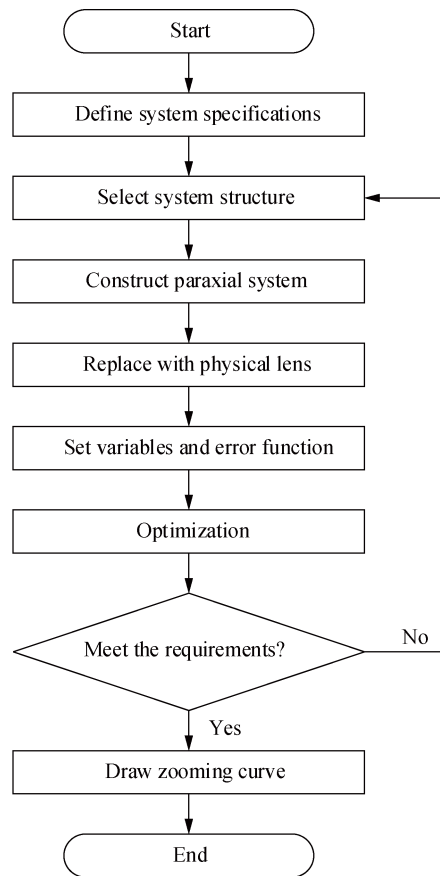 Start
Define system specifications
Select system structure
Construct paraxial system
Replace with physical lens
Set variables and error function
Optimization
Meet the requirements?
No
Yes
Draw zooming curve
End